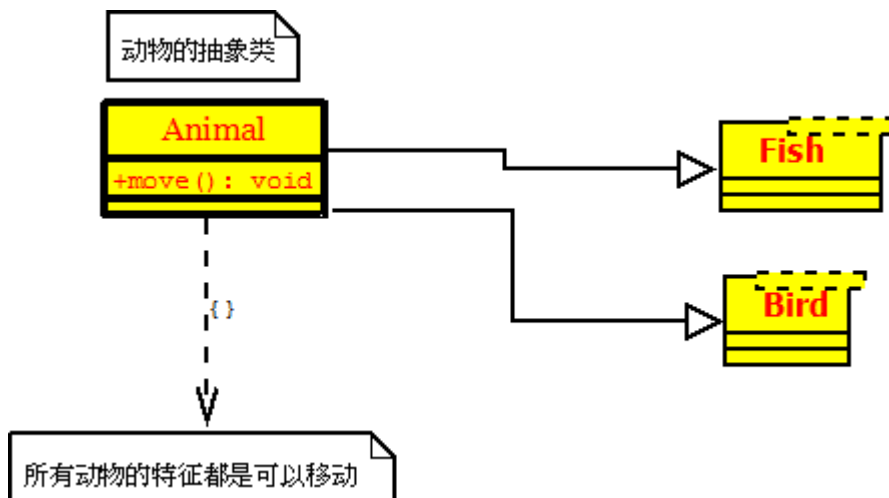 动物的抽象类
Animal
+move(): void
Fish
{}
Bird
所有动物的特征都是可以移动